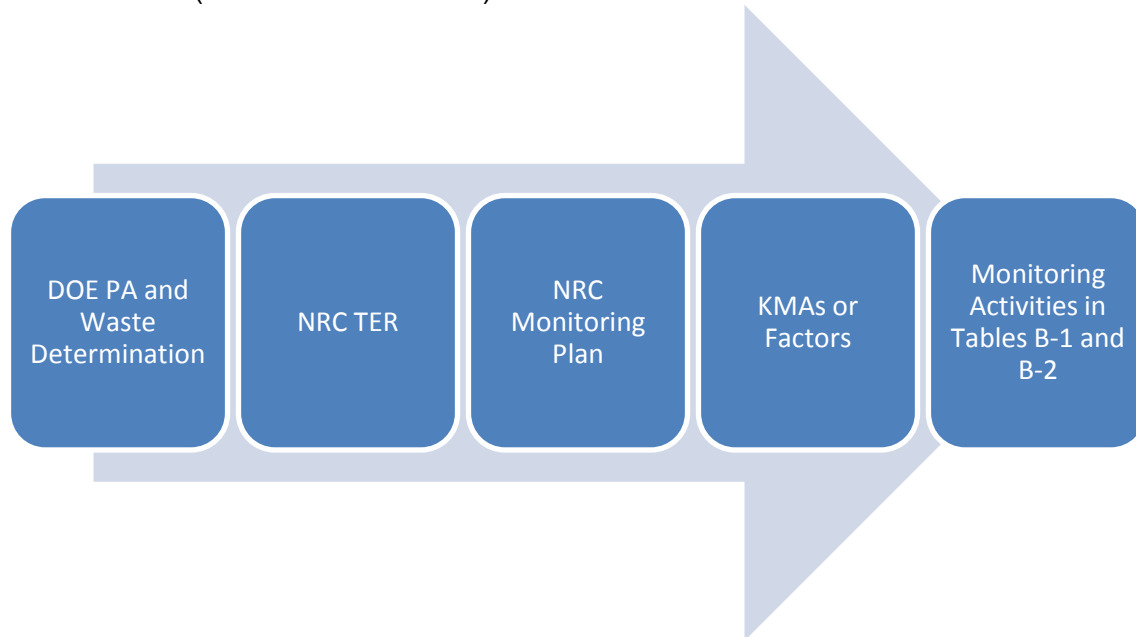 DOE PA and
Waste
Determination
NRC TER
NRC
Monitoring
Plan
KMAs or
Factors
Monitoring
Activities in
Tables B-1 and
B-2